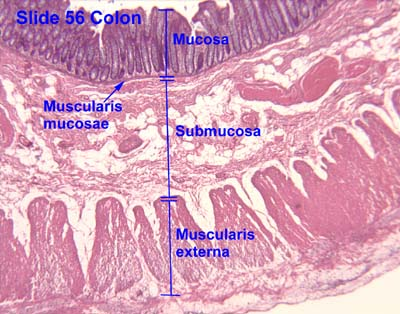 Slide 56 Colon
Mucosa
Muscularis
mucosae
Submucosa
Muscularis
externa